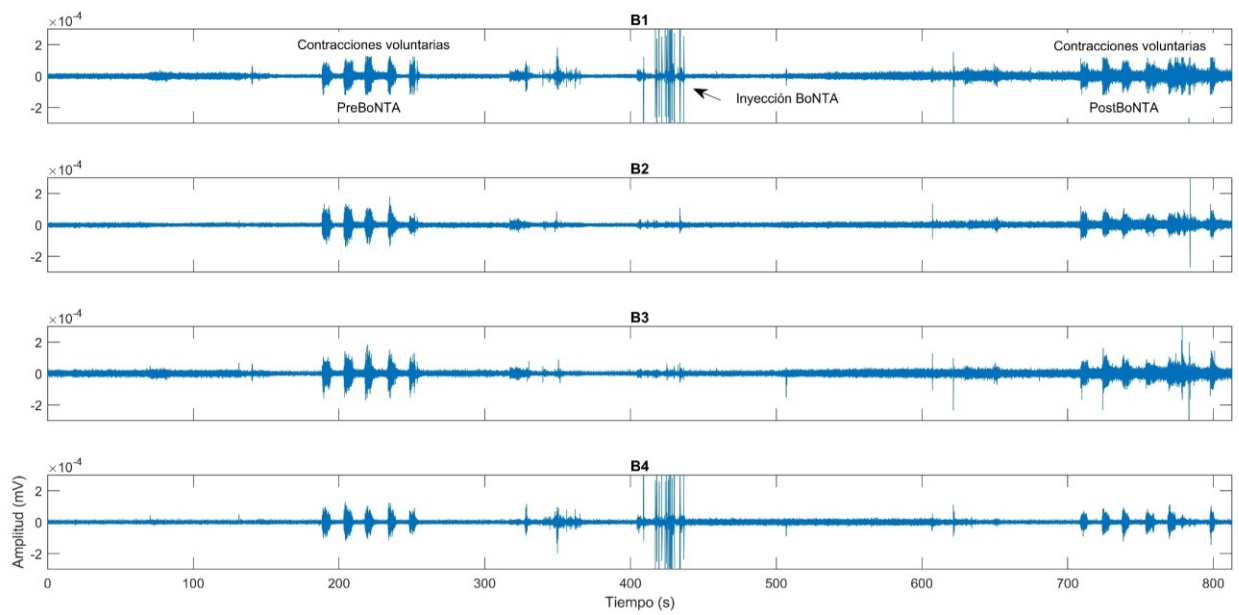 B1
×10⁻⁴
2
0
-2
Contracciones voluntarias
PreBoNTA
Inyección BoNTA
Contracciones voluntarias
PostBoNTA
B2
×10⁻⁴
2
0
-2
B3
×10⁻⁴
2
0
-2
B4
×10⁻⁴
2
0
-2
Amplitud (mV)
0 100 200 300 400 500 600 700 800
Tiempo (s)